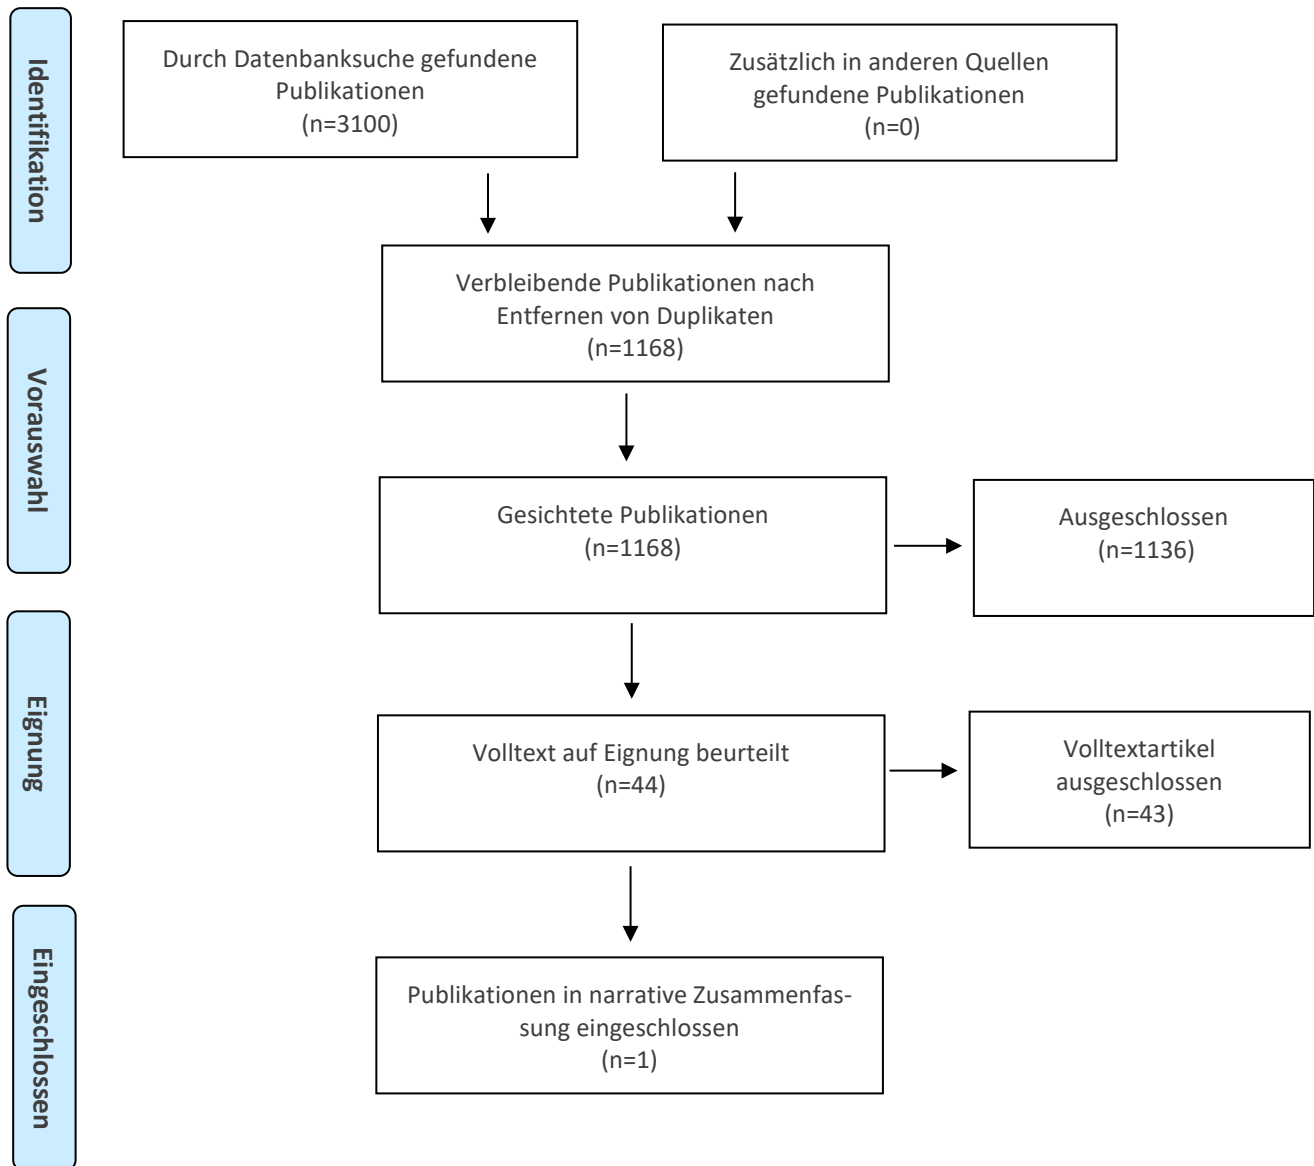 Identifikation
Durch Datenbanksuche gefundene
Publikationen
(n=3100)
Zusätzlich in anderen Quellen
gefundene Publikationen
(n=0)
Verbleibende Publikationen nach
Entfernen von Duplikaten
(n=1168)
Vorauswahl
Gesichtete Publikationen
(n=1168)
Ausgeschlossen
(n=1136)
Eignung
Volltext auf Eignung beurteilt
(n=44)
Volltextartikel
ausgeschlossen
(n=43)
Eingeschlossen
Publikationen in narrative Zusammenfas-
sung eingeschlossen
(n=1)